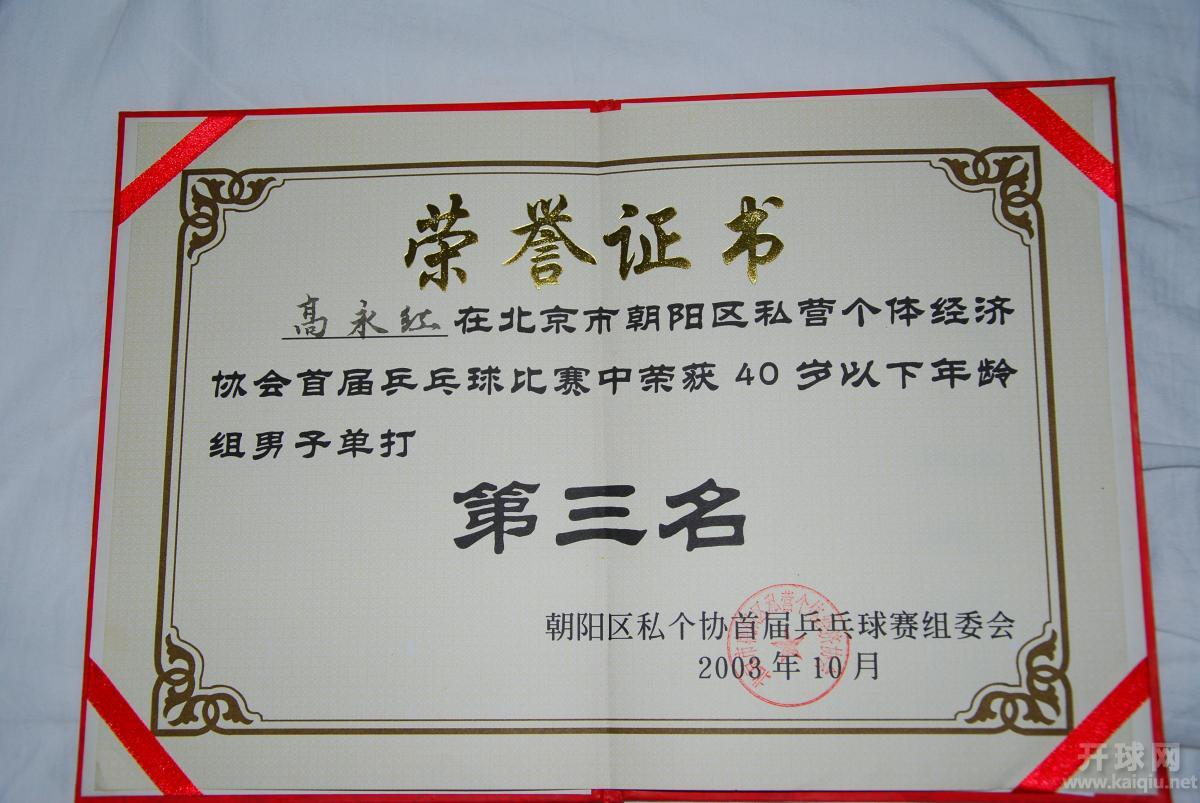 荣誉证书
高永红在北京市朝阳区私营个体经济
协会首届乒乓球比赛中荣获 40 岁以下年龄
组男子单打
第三名
朝阳区私个协首届乒乓球赛组委会
2003 年 10 月
开球网
www.kaiqiu.net